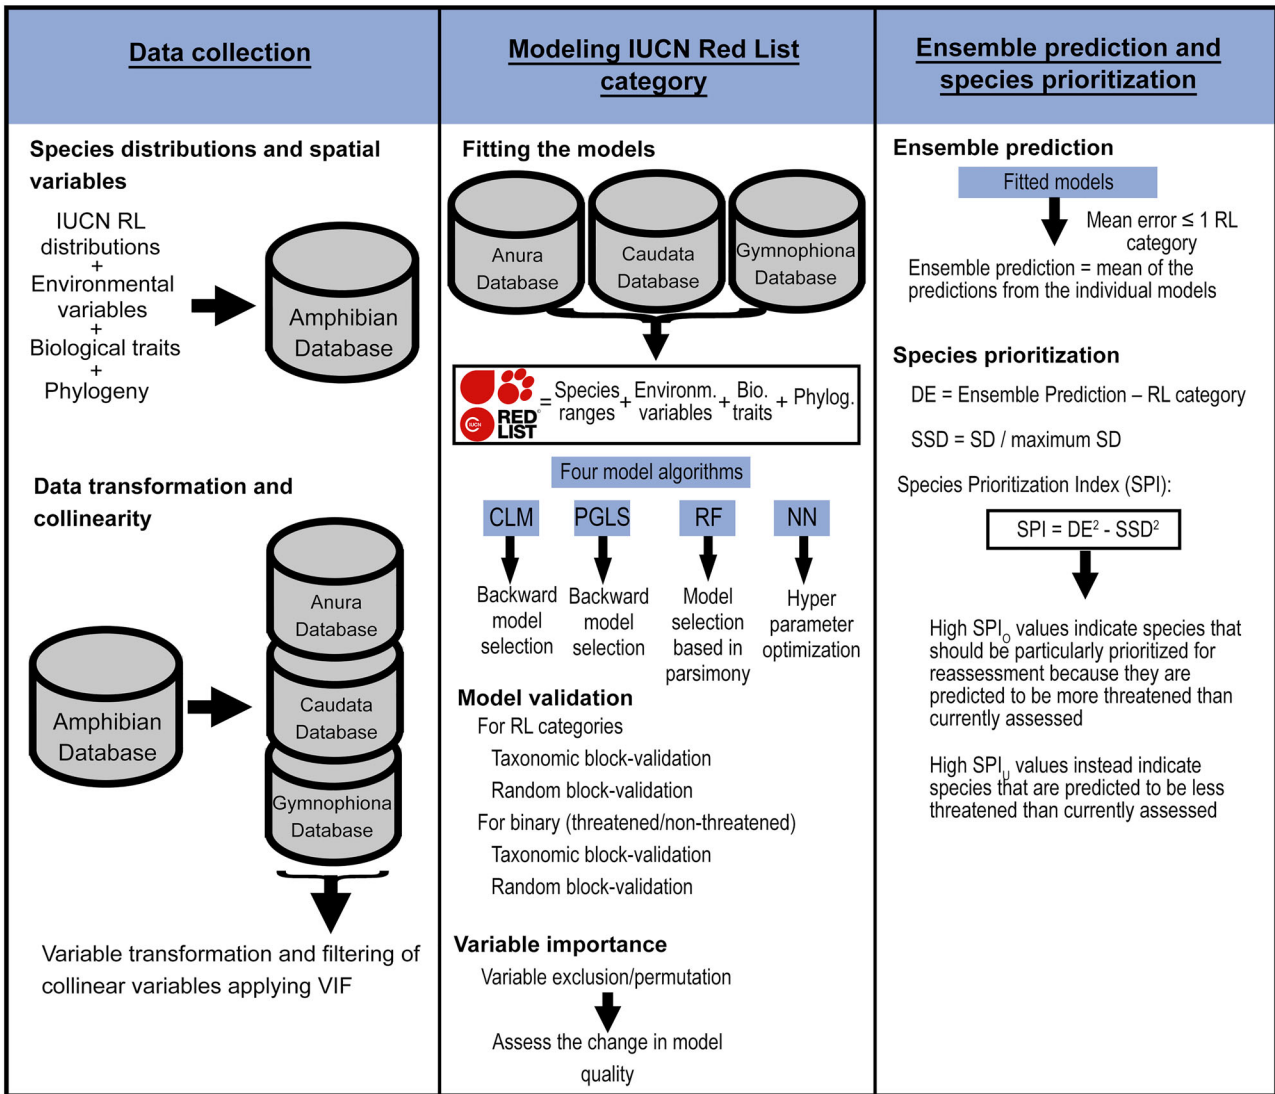 Data collection
Species distributions and spatial
variables
IUCN RL
distributions
+
Environmental
variables
+
Biological traits
+
Phylogeny
Amphibian
Database
Data transformation and
collinearity
Amphibian
Database
Anura
Database
Caudata
Database
Gymnophiona
Database
Variable transformation and filtering of
collinear variables applying VIF
Modeling IUCN Red List
category
Fitting the models
Anura
Database
Caudata
Database
Gymnophiona
Database
IUCN
RED
LIST
®
= Species ranges + Environm. variables + Bio. traits + Phylog.
Four model algorithms
CLM PGLS RF NN
Backward
model
selection
Backward
model
selection
Model
selection
based in
parsimony
Hyper
parameter
optimization
Model validation
For RL categories
Taxonomic block-validation
Random block-validation
For binary (threatened/non-threatened)
Taxonomic block-validation
Random block-validation
Variable importance
Variable exclusion/permutation
Assess the change in model
quality
Ensemble prediction and
species prioritization
Ensemble prediction
Fitted models
Mean error ≤ 1 RL
category
Ensemble prediction = mean of the
predictions from the individual models
Species prioritization
DE = Ensemble Prediction – RL category
SSD = SD / maximum SD
Species Prioritization Index (SPI):
SPI = DE² - SSD²
High SPI_O values indicate species that
should be particularly prioritized for
reassessment because they are
predicted to be more threatened than
currently assessed
High SPI_U values instead indicate
species that are predicted to be less
threatened than currently assessed